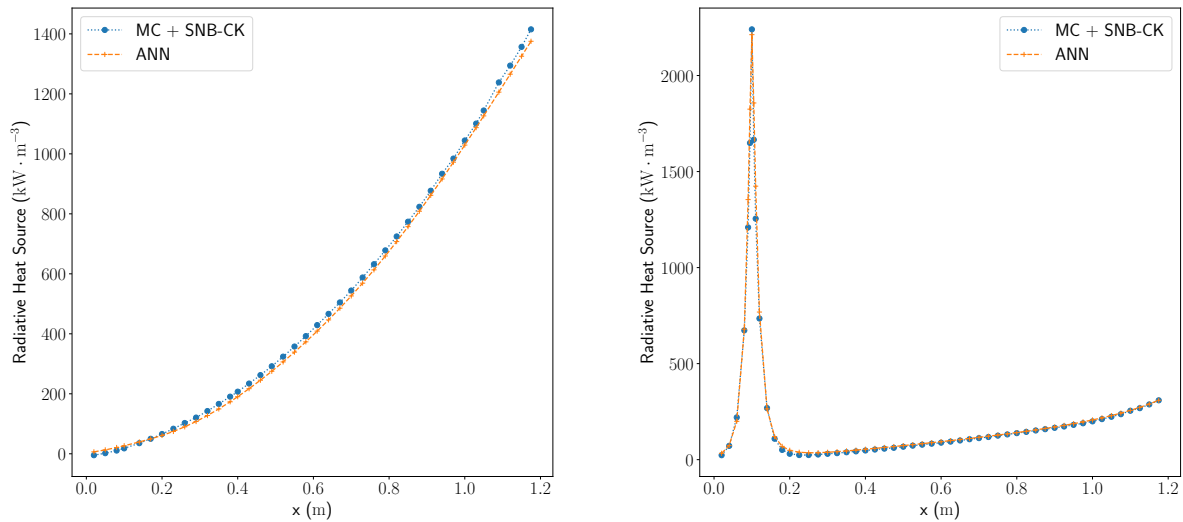 MC + SNB-CK
ANN
1400
1200
1000
800
600
400
200
0
Radiative Heat Source (kW · m⁻³)
0.0 0.2 0.4 0.6 0.8 1.0 1.2
x (m)
MC + SNB-CK
ANN
2000
1500
1000
500
0
Radiative Heat Source (kW · m⁻³)
0.0 0.2 0.4 0.6 0.8 1.0 1.2
x (m)